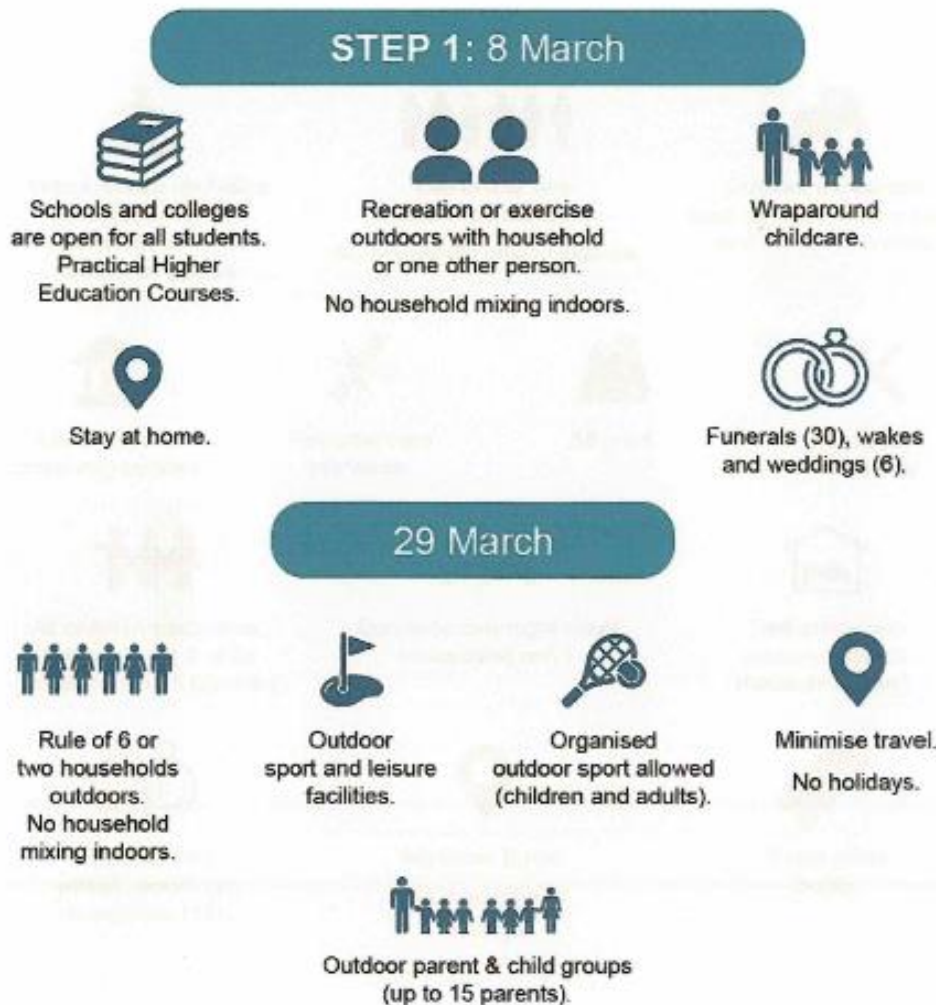 STEP 1: 8 March
Schools and colleges
are open for all students.
Practical Higher
Education Courses.
Recreation or exercise
outdoors with household
or one other person.
No household mixing indoors.
Wraparound
childcare.
Stay at home.
Funerals (30), wakes
and weddings (6).
29 March
Rule of 6 or
two households
outdoors.
No household
mixing indoors.
Outdoor
sport and leisure
facilities.
Organised
outdoor sport allowed
(children and adults).
Minimise travel.
No holidays.
Outdoor parent & child groups
(up to 15 parents).